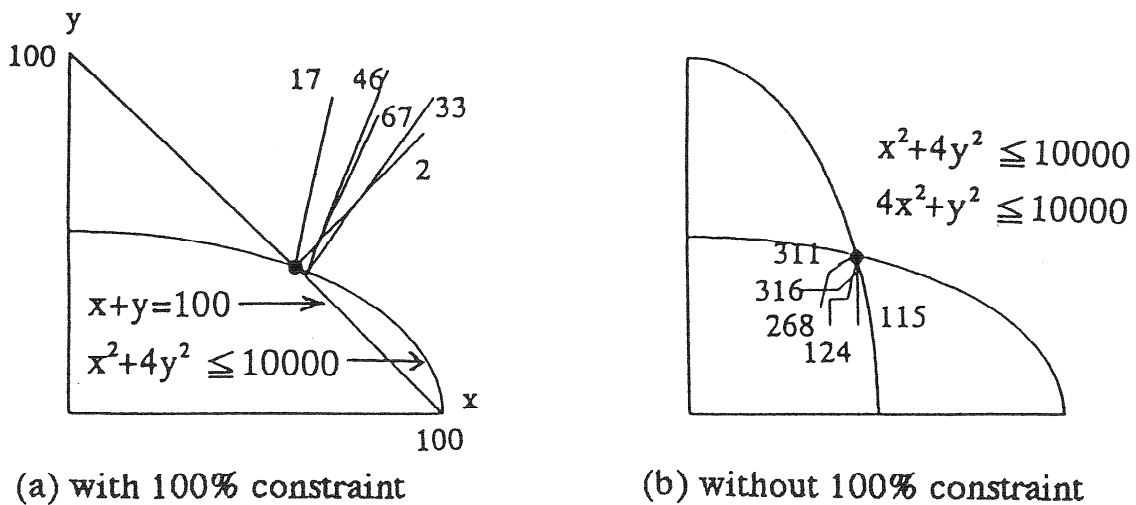 y
100
17
46
67
33
2
x+y=100
x²+4y² ≦10000
x
100
(a) with 100% constraint
x²+4y² ≦10000
4x²+y² ≦10000
311
316
268
124
115
(b) without 100% constraint